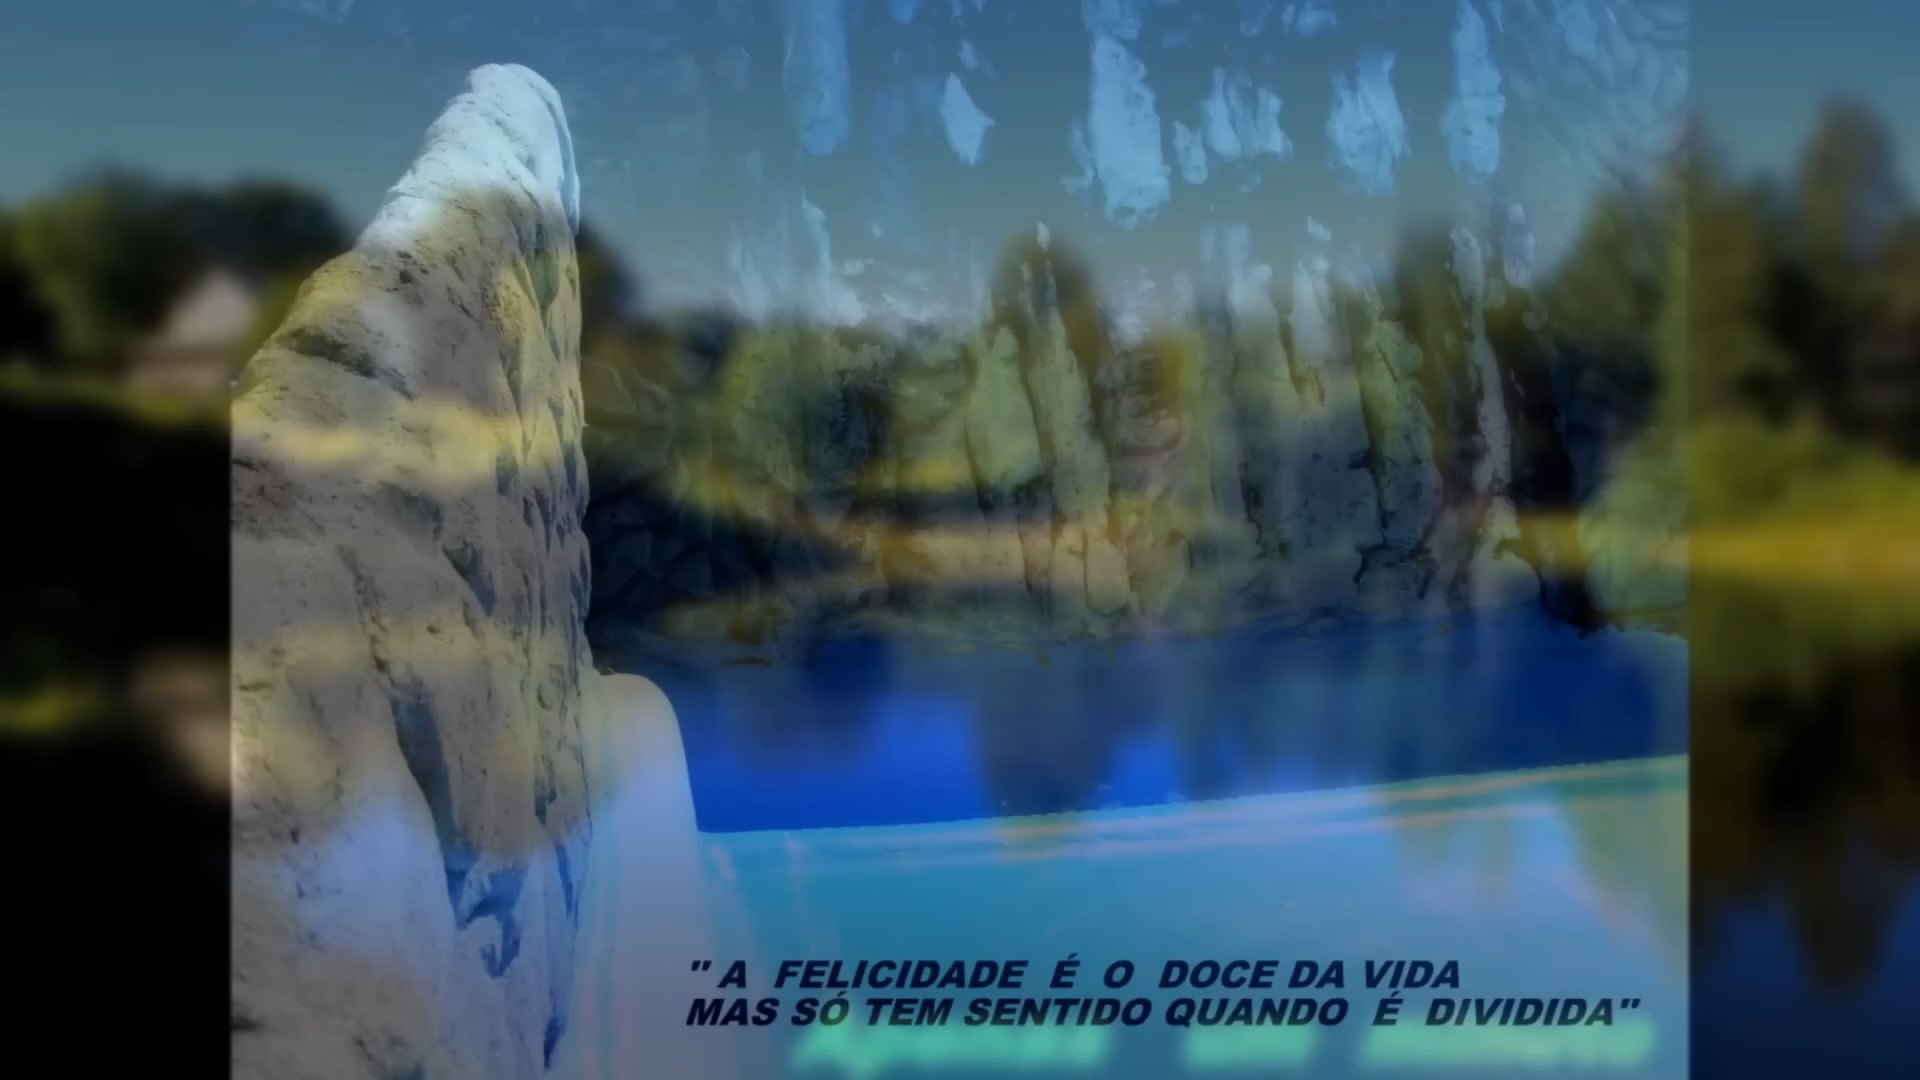 " A FELICIDADE É O DOCE DA VIDA
MAS SÓ TEM SENTIDO QUANDO É DIVIDIDA"